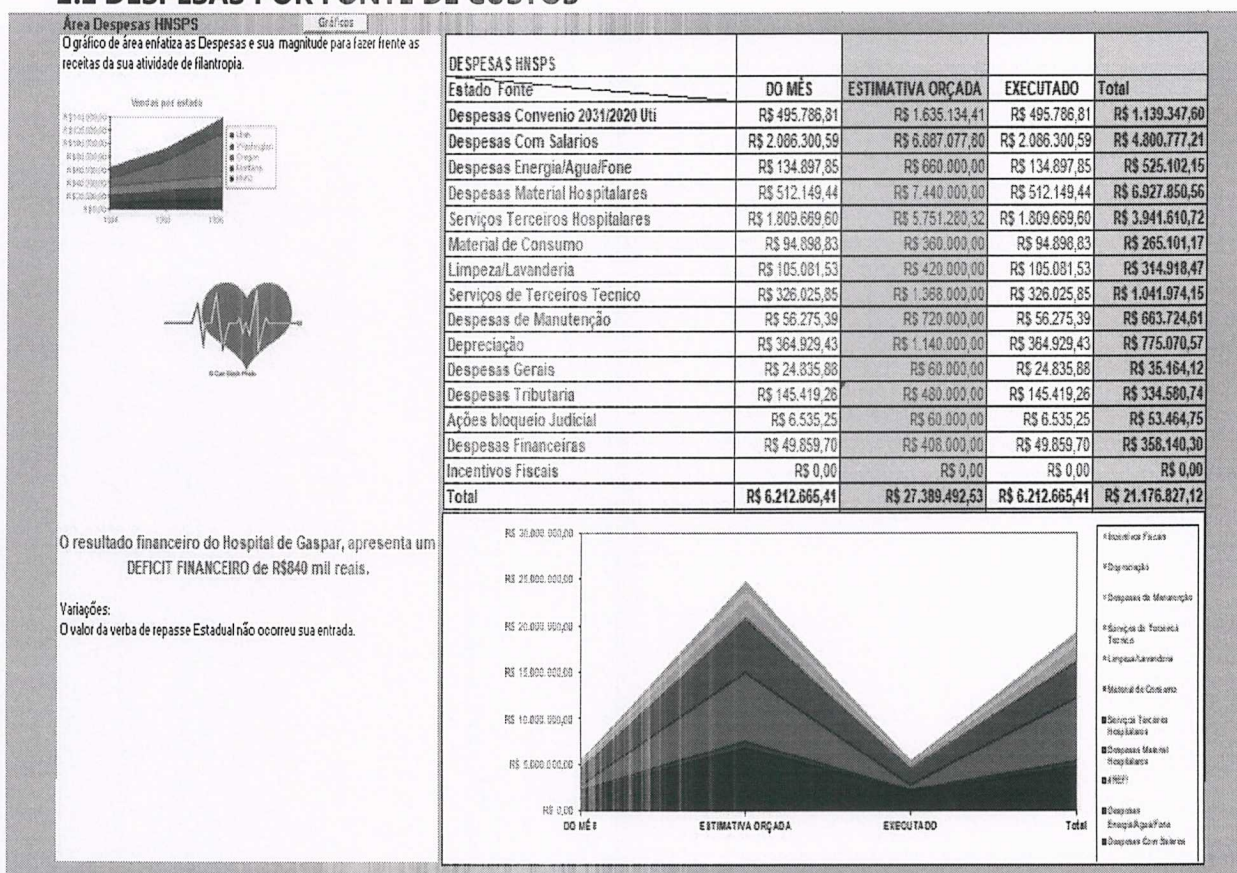 2.2 DESPESAS POR FONTE DE CUSTOS
Área Despesas HNSPS
Gráficos
O gráfico de área enfatiza as Despesas e sua magnitude para fazer frente as
receitas da sua atividade de filantropia.
Vendas por estado
Utah
Washington
Oregon
Montana
Idaho
1994 1995 1996
DESPESAS HNSPS
Estado Fonte DO MÊS ESTIMATIVA ORÇADA EXECUTADO Total
Despesas Convenio 2031/2020 Uti R$ 495.786,81 R$ 1.635.134,41 R$ 495.786,81 R$ 1.139.347,60
Despesas Com Salarios R$ 2.086.300,59 R$ 6.887.077,80 R$ 2.086.300,59 R$ 4.800.777,21
Despesas Energia/Agua/Fone R$ 134.897,85 R$ 660.000,00 R$ 134.897,85 R$ 525.102,15
Despesas Material Hospitalares R$ 512.149,44 R$ 7.440.000,00 R$ 512.149,44 R$ 6.927.850,56
Serviços Terceiros Hospitalares R$ 1.809.669,60 R$ 5.751.280,32 R$ 1.809.669,60 R$ 3.941.610,72
Material de Consumo R$ 94.898,83 R$ 360.000,00 R$ 94.898,83 R$ 265.101,17
Limpeza/Lavanderia R$ 105.081,53 R$ 420.000,00 R$ 105.081,53 R$ 314.918,47
Serviços de Terceiros Tecnico R$ 326.025,85 R$ 1.368.000,00 R$ 326.025,85 R$ 1.041.974,15
Despesas de Manutenção R$ 56.275,39 R$ 720.000,00 R$ 56.275,39 R$ 663.724,61
Depreciação R$ 364.929,43 R$ 1.140.000,00 R$ 364.929,43 R$ 775.070,57
Despesas Gerais R$ 24.835,88 R$ 60.000,00 R$ 24.835,88 R$ 35.164,12
Despesas Tributaria R$ 145.419,26 R$ 480.000,00 R$ 145.419,26 R$ 334.580,74
Ações bloqueio Judicial R$ 6.535,25 R$ 60.000,00 R$ 6.535,25 R$ 53.464,75
Despesas Financeiras R$ 49.859,70 R$ 408.000,00 R$ 49.859,70 R$ 358.140,30
Incentivos Fiscais R$ 0,00 R$ 0,00 R$ 0,00 R$ 0,00
Total R$ 6.212.665,41 R$ 27.389.492,53 R$ 6.212.665,41 R$ 21.176.827,12
O resultado financeiro do Hospital de Gaspar, apresenta um
DEFICIT FINANCEIRO de R$840 mil reais.
Variações:
O valor da verba de repasse Estadual não ocorreu sua entrada.
R$ 30.000.000,00
R$ 25.000.000,00
R$ 20.000.000,00
R$ 15.000.000,00
R$ 10.000.000,00
R$ 5.000.000,00
R$ 0,00
DO MÊS ESTIMATIVA ORÇADA EXECUTADO Total
Incentivos Fiscais
Depreciação
Despesas de Manutenção
Serviços de Terceiros
Tecnico
Limpeza/Lavanderia
Material de Consumo
Serviços Terceiros
Hospitalares
Despesas Material
Hospitalares
#REF!
Despesas
Energia/Agua/Fone
Despesas Com Salarios